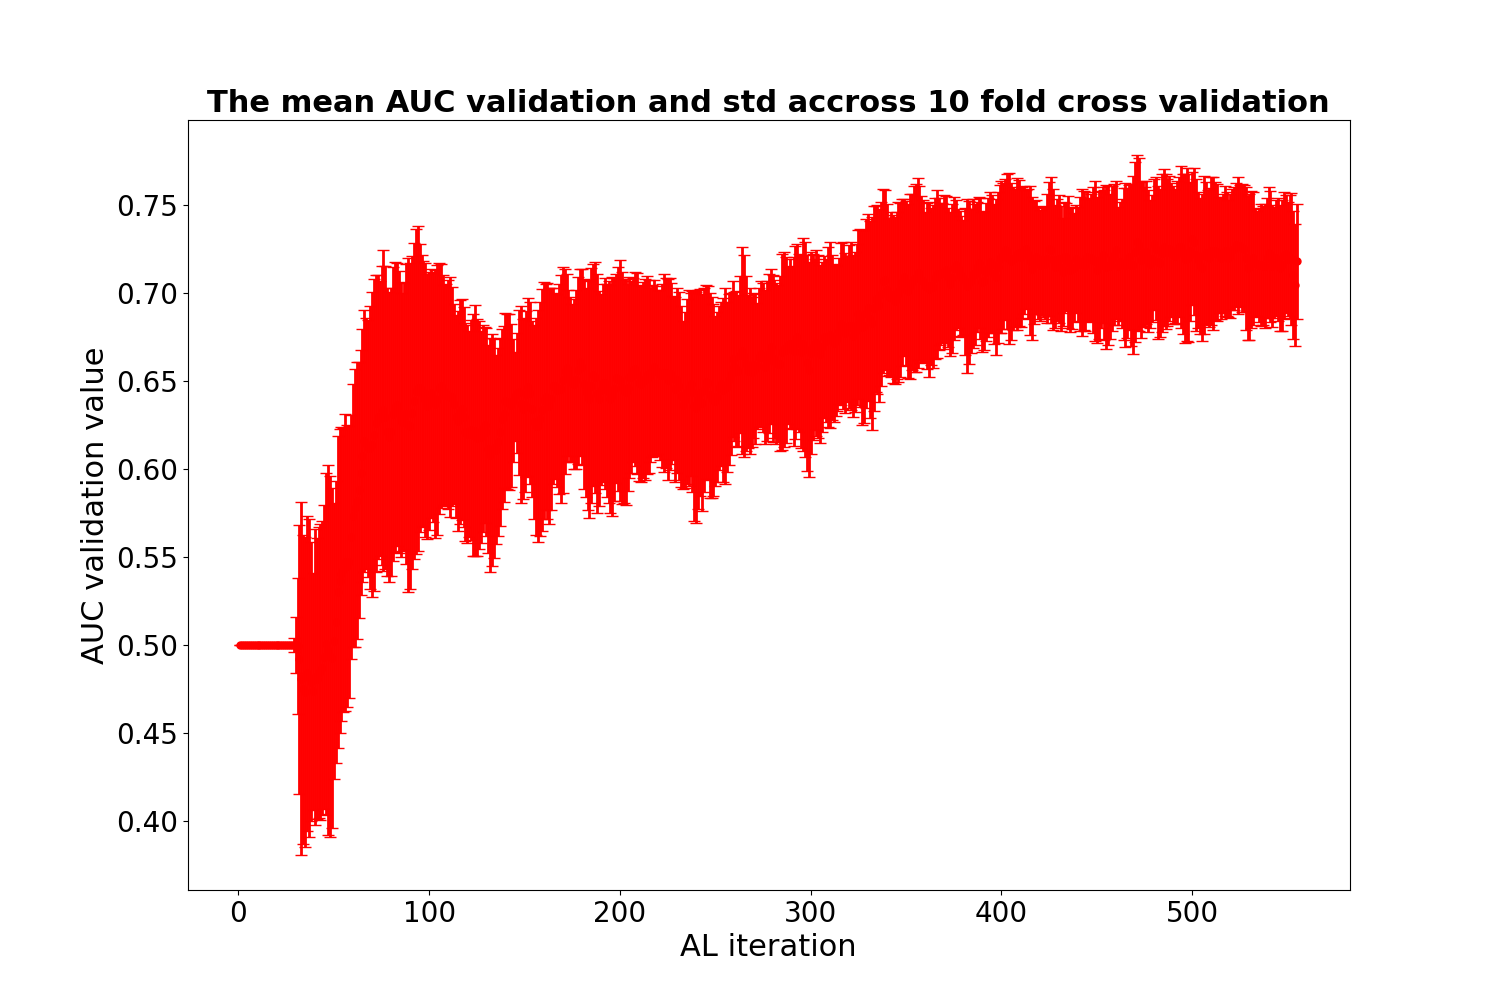 The mean AUC validation and std accross 10 fold cross validation
0.75
0.70
0.65
0.60
0.55
0.50
0.45
0.40
AUC validation value
0 100 200 300 400 500
AL iteration